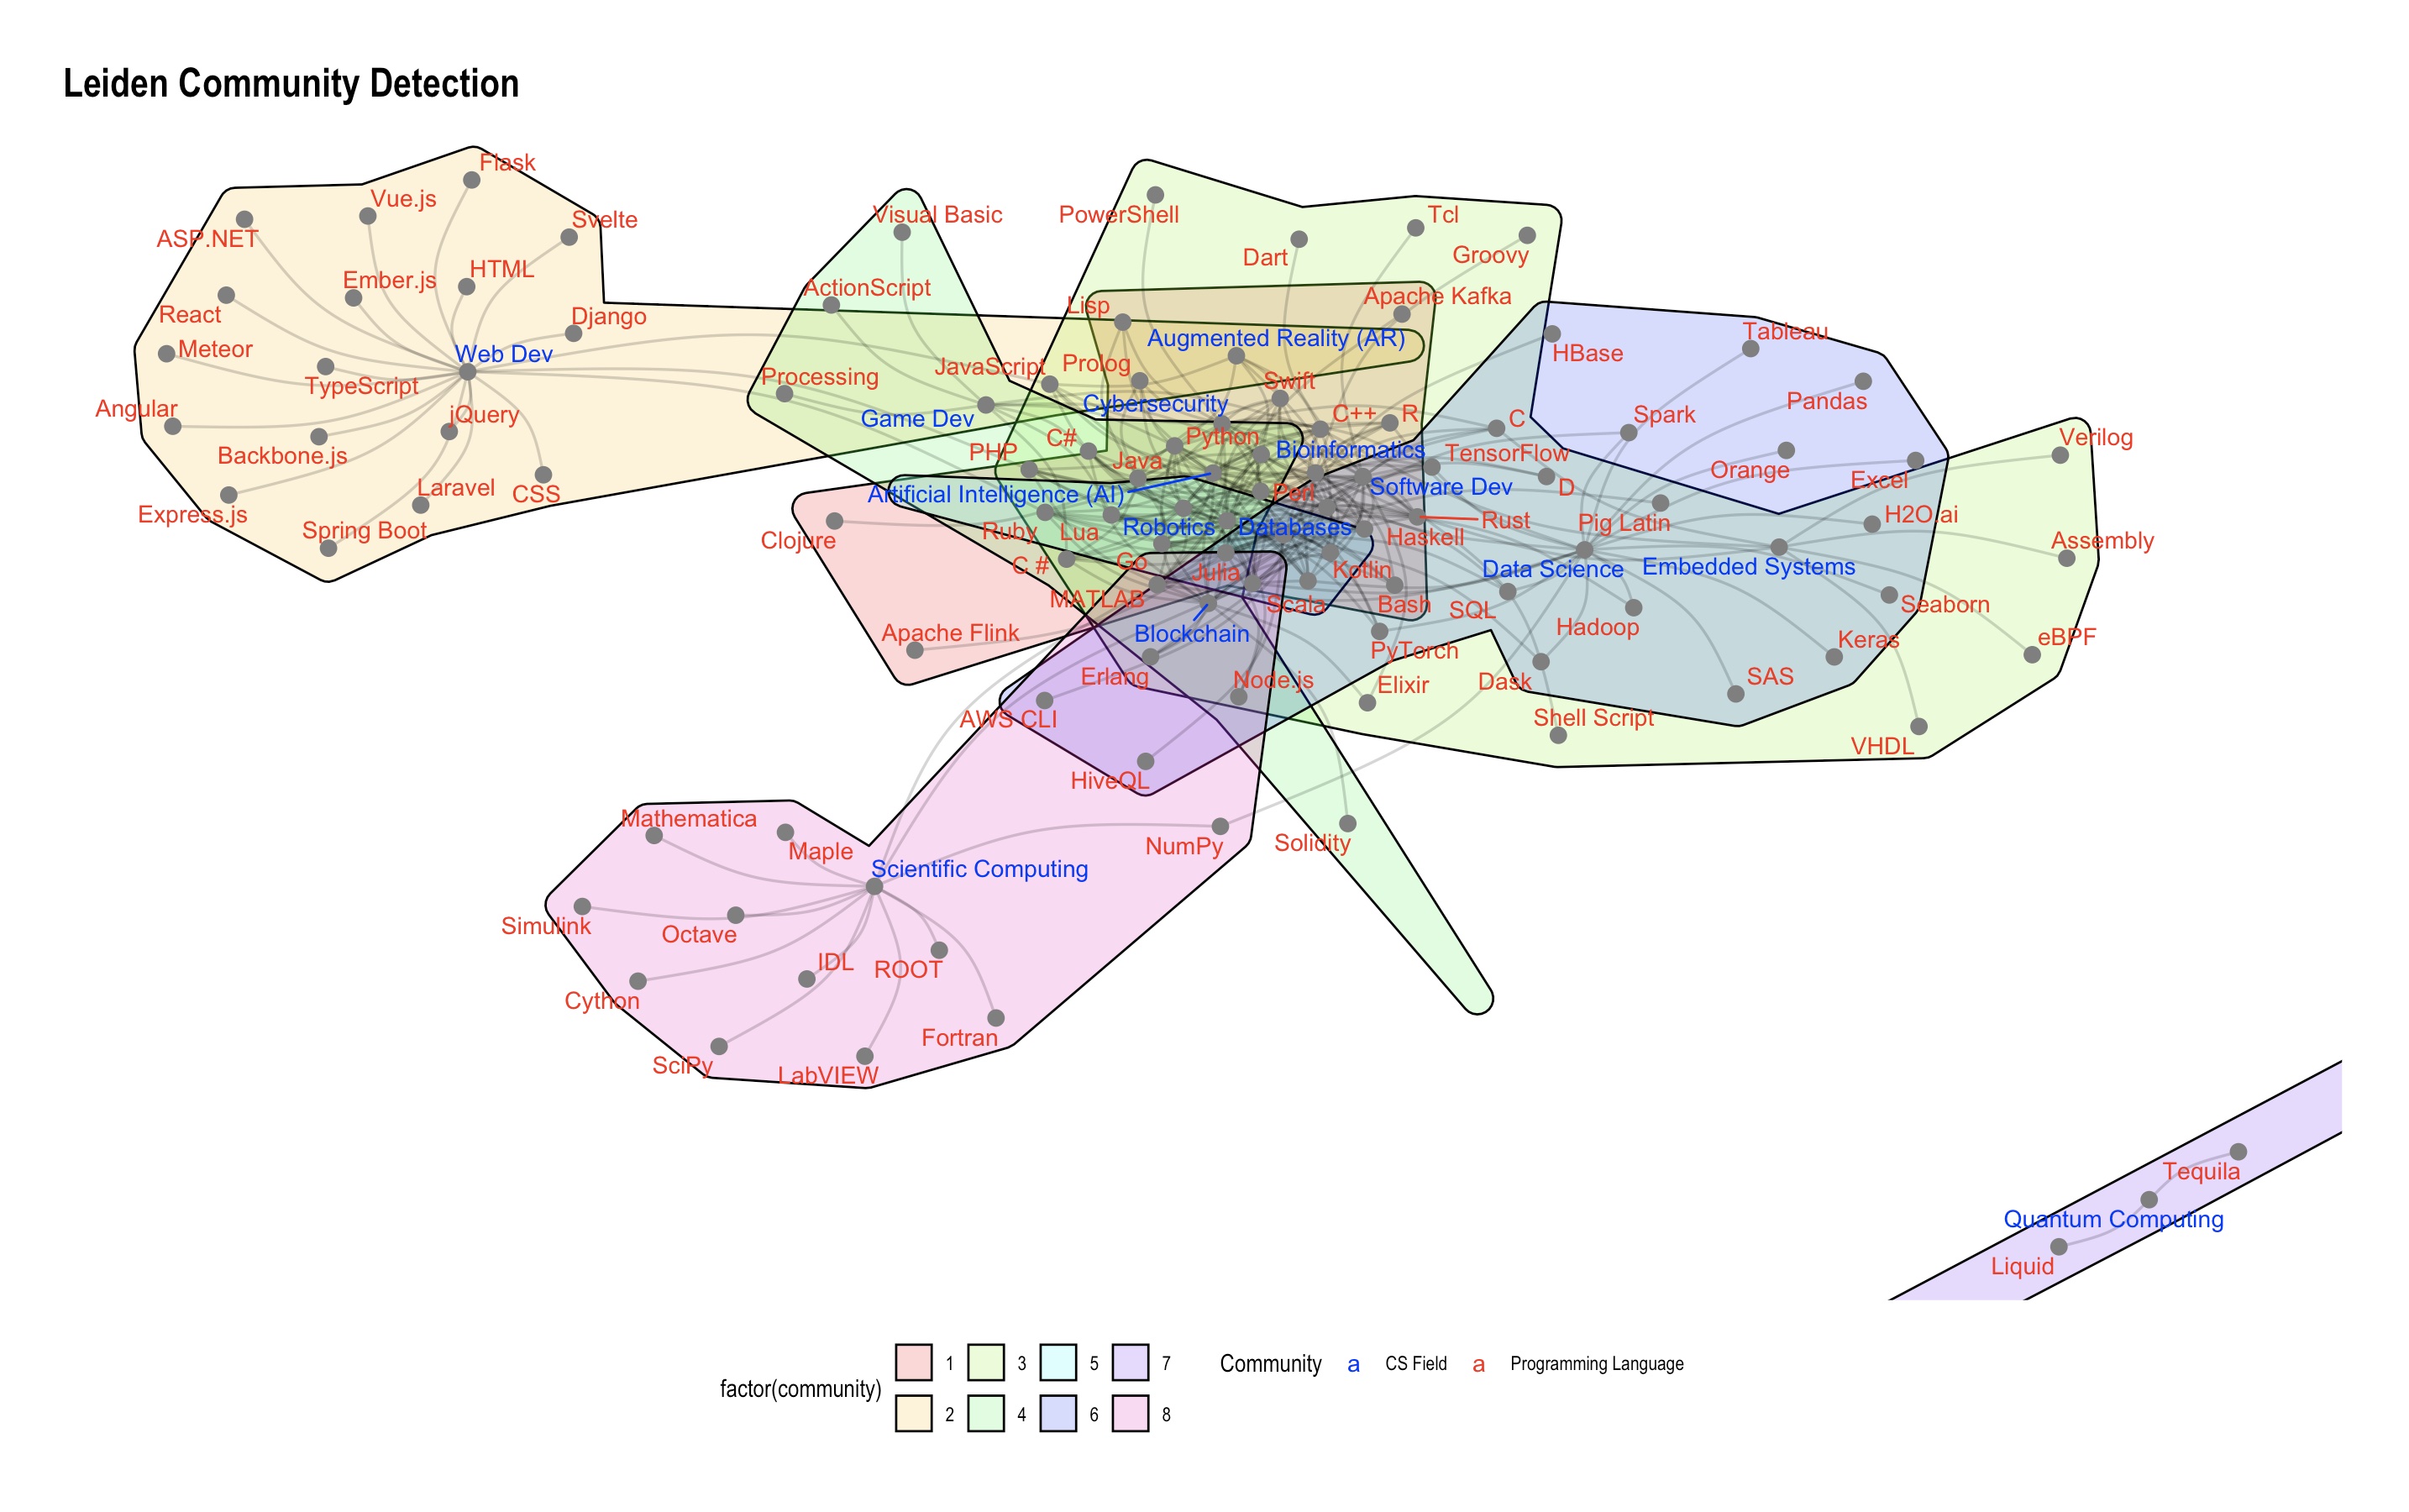 Leiden Community Detection
Flask
Vue.js
Svelte
ASP.NET
HTML
Ember.js
React
Django
Meteor
Web Dev
TypeScript
Angular
jQuery
Backbone.js
Laravel
CSS
Express.js
Spring Boot
Visual Basic
PowerShell
Tcl
Dart
Groovy
ActionScript
Lisp
Apache Kafka
Augmented Reality (AR)
HBase
Tableau
JavaScript
Prolog
Processing
Swift
Pandas
Game Dev
Cybersecurity
C++
R
C
Spark
C#
Python
PHP
Java
Bioinformatics
TensorFlow
Orange
Excel
Verilog
Artificial Intelligence (AI)
Perl
Software Dev
D
Clojure
Ruby
Lua
Robotics
Databases
Haskell
Rust
Pig Latin
H2O.ai
Assembly
C #
Go
Julia
Kotlin
Data Science
Embedded Systems
MATLAB
Scala
Bash
SQL
Seaborn
Apache Flink
Blockchain
Hadoop
PyTorch
Keras
eBPF
Erlang
Node.js
Elixir
Dask
SAS
AWS CLI
Shell Script
VHDL
HiveQL
Mathematica
Maple
NumPy
Solidity
Scientific Computing
Simulink
Octave
IDL
ROOT
Cython
Fortran
SciPy
LabVIEW
Tequila
Quantum Computing
Liquid
factor(community)
1
3
5
7
2
4
6
8
Community
a CS Field
a Programming Language